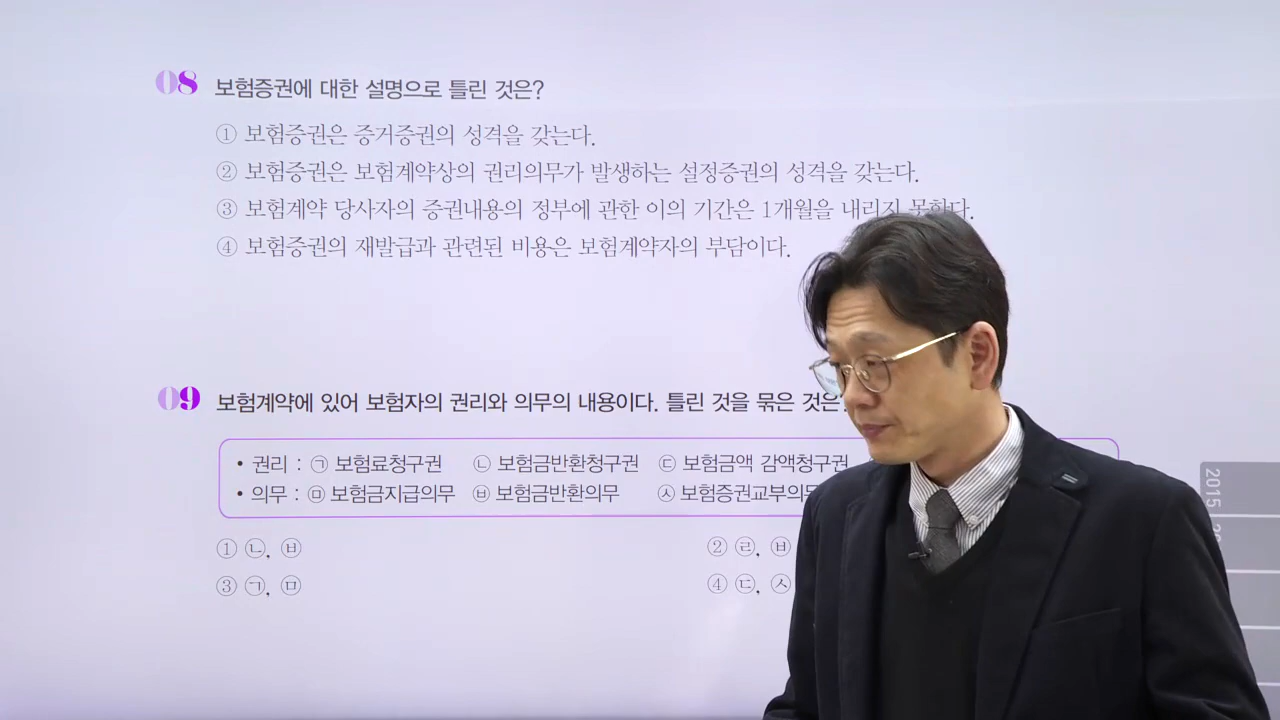 08 보험증권에 대한 설명으로 틀린 것은?
① 보험증권은 증거증권의 성격을 갖는다.
② 보험증권은 보험계약상의 권리의무가 발생하는 설정증권의 성격을 갖는다.
③ 보험계약 당사자의 증권내용의 정부에 관한 이의 기간은 1개월을 내리지 못한다.
④ 보험증권의 재발급과 관련된 비용은 보험계약자의 부담이다.
09 보험계약에 있어 보험자의 권리와 의무의 내용이다. 틀린 것을 묶은 것은?
• 권리 : ㉠ 보험료청구권 ㉡ 보험금반환청구권 ㉢ 보험금액 감액청구권
• 의무 : ㉤ 보험금지급의무 ㉥ 보험금반환의무 ㉦ 보험증권교부의무
① ㉡, ㉥ ② ㉣, ㉥
③ ㉠, ㉤ ④ ㉢, ㉦
2015